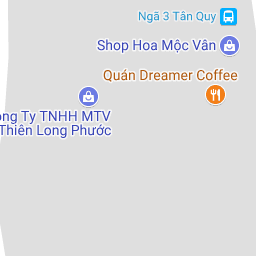 Ngã 3 Tân Quy
Shop Hoa Mộc Vân
Quán Dreamer Coffee
ông Ty TNHH MTV
Thiên Long Phước